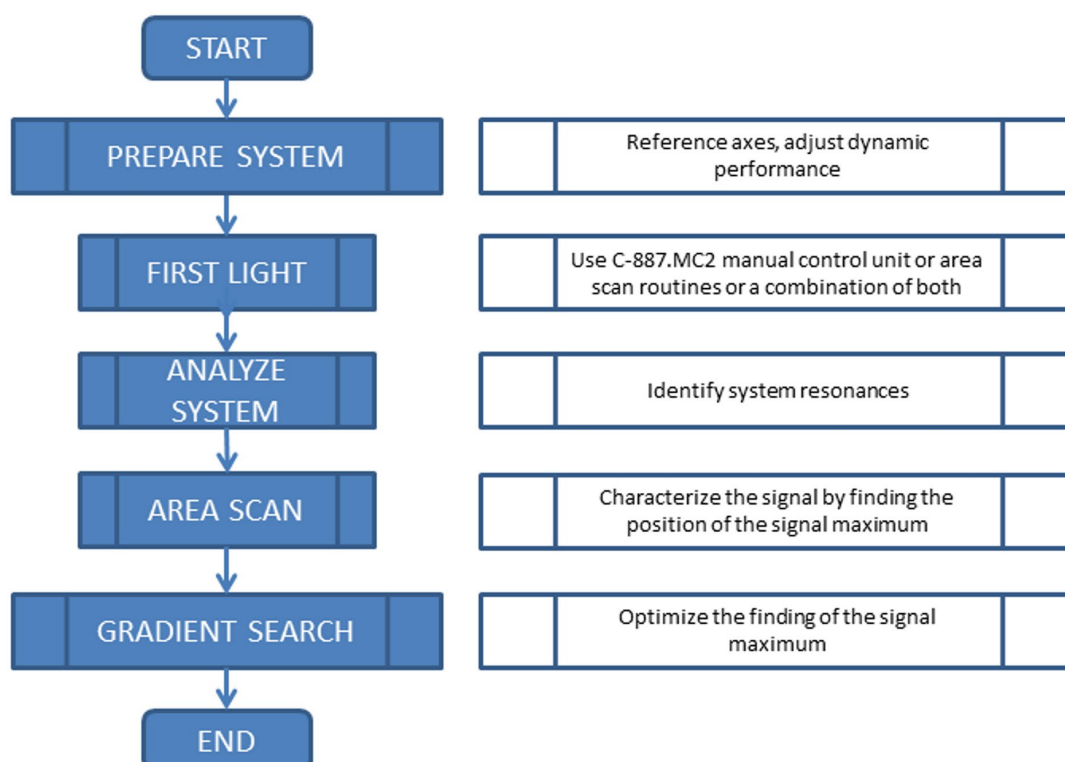 START
PREPARE SYSTEM
Reference axes, adjust dynamic
performance
FIRST LIGHT
Use C-887.MC2 manual control unit or area
scan routines or a combination of both
ANALYZE
SYSTEM
Identify system resonances
AREA SCAN
Characterize the signal by finding the
position of the signal maximum
GRADIENT SEARCH
Optimize the finding of the signal
maximum
END